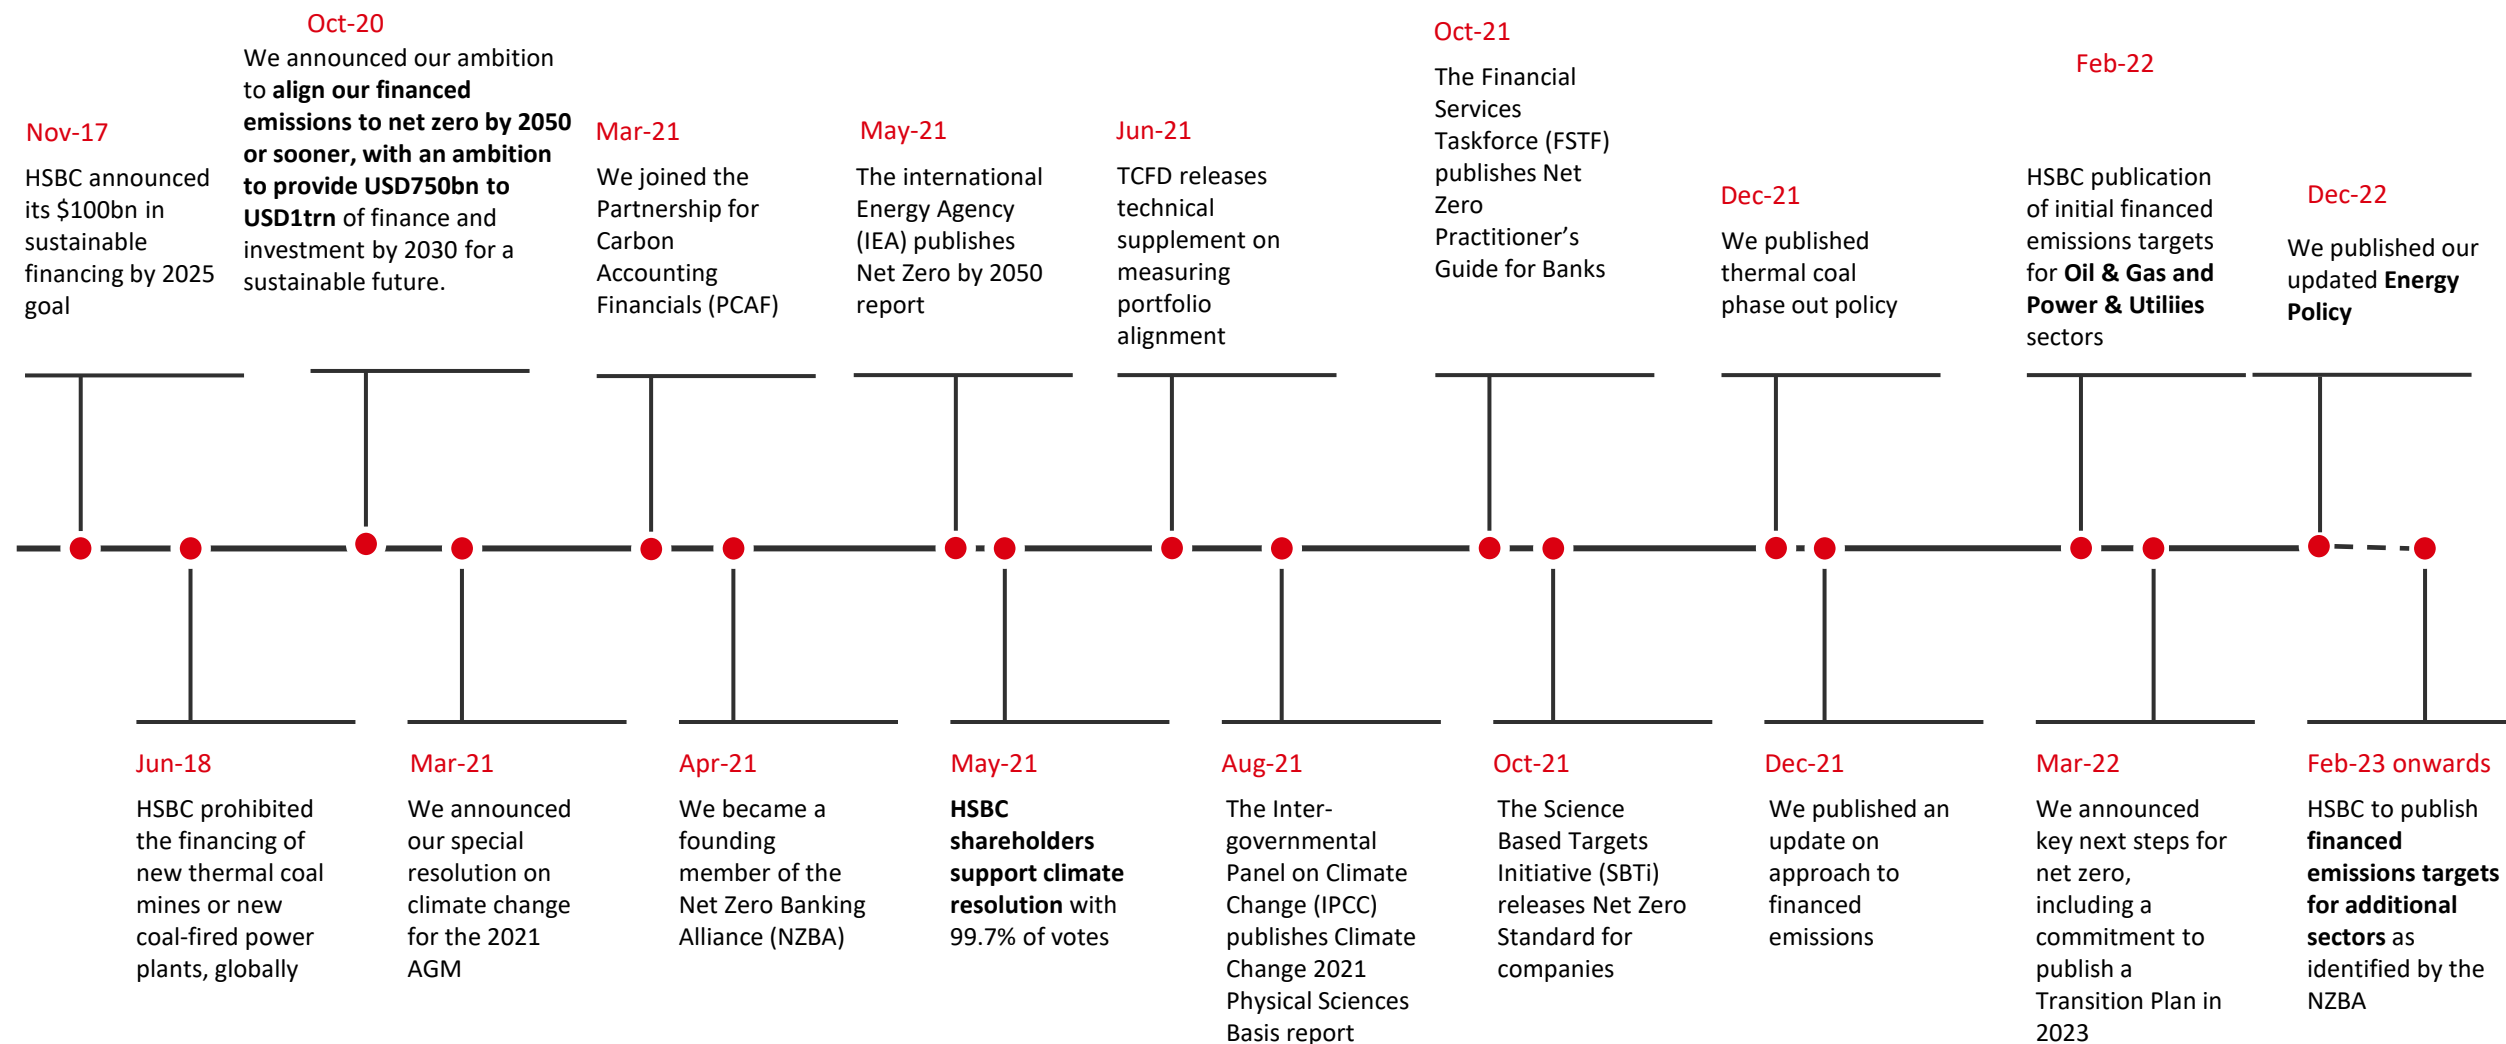 Nov-17
HSBC announced
its $100bn in
sustainable
financing by 2025
goal
Oct-20
We announced our ambition
to align our financed
emissions to net zero by 2050
or sooner, with an ambition
to provide USD750bn to
USD1trn of finance and
investment by 2030 for a
sustainable future.
Mar-21
We joined the
Partnership for
Carbon
Accounting
Financials (PCAF)
May-21
The international
Energy Agency
(IEA) publishes
Net Zero by 2050
report
Jun-21
TCFD releases
technical
supplement on
measuring
portfolio
alignment
Oct-21
The Financial
Services
Taskforce (FSTF)
publishes Net
Zero
Practitioner’s
Guide for Banks
Dec-21
We published
thermal coal
phase out policy
Feb-22
HSBC publication
of initial financed
emissions targets
for Oil & Gas and
Power & Utiliies
sectors
Dec-22
We published our
updated Energy
Policy
Jun-18
HSBC prohibited
the financing of
new thermal coal
mines or new
coal-fired power
plants, globally
Mar-21
We announced
our special
resolution on
climate change
for the 2021
AGM
Apr-21
We became a
founding
member of the
Net Zero Banking
Alliance (NZBA)
May-21
HSBC
shareholders
support climate
resolution with
99.7% of votes
Aug-21
The Inter-
governmental
Panel on Climate
Change (IPCC)
publishes Climate
Change 2021
Physical Sciences
Basis report
Oct-21
The Science
Based Targets
Initiative (SBTi)
releases Net Zero
Standard for
companies
Dec-21
We published an
update on
approach to
financed
emissions
Mar-22
We announced
key next steps for
net zero,
including a
commitment to
publish a
Transition Plan in
2023
Feb-23 onwards
HSBC to publish
financed
emissions targets
for additional
sectors as
identified by the
NZBA